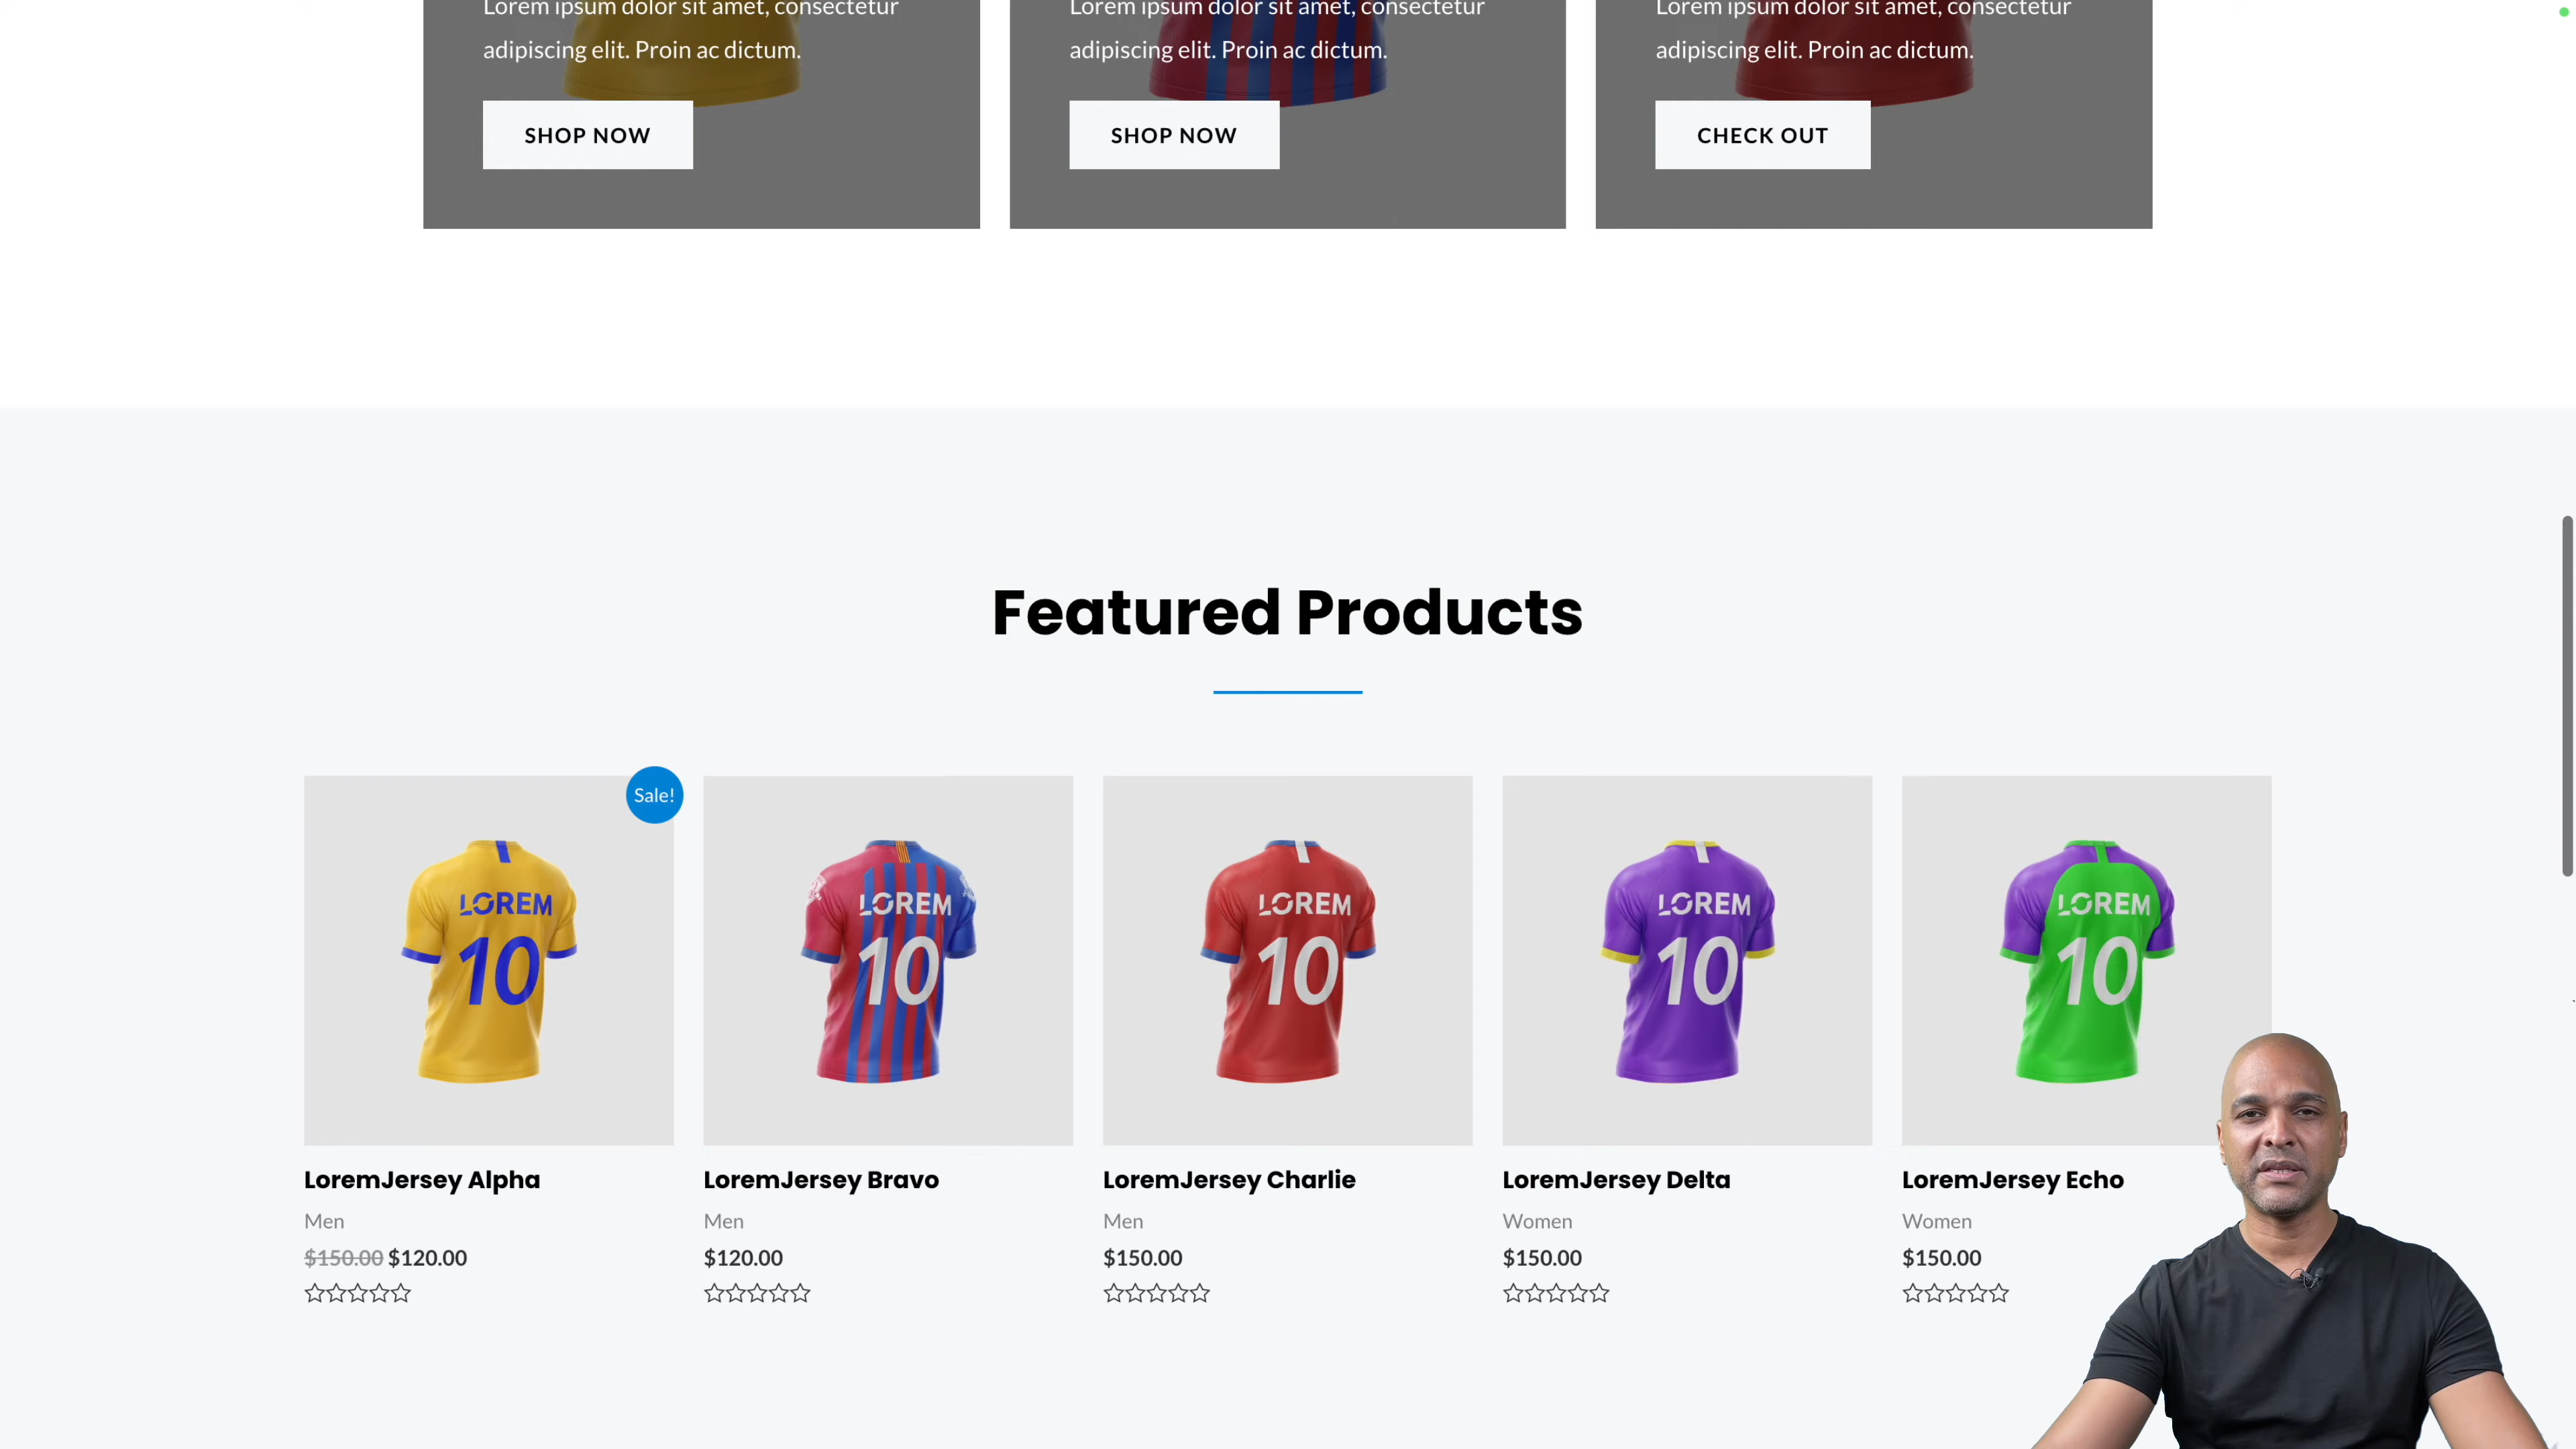 Lorem ipsum dolor sit amet, consectetur
adipiscing elit. Proin ac dictum.
SHOP NOW
Lorem ipsum dolor sit amet, consectetur
adipiscing elit. Proin ac dictum.
SHOP NOW
Lorem ipsum dolor sit amet, consectetur
adipiscing elit. Proin ac dictum.
CHECK OUT
Featured Products
Sale!
LOREM
10
LoremJersey Alpha
Men
$150.00 $120.00
LOREM
10
LoremJersey Bravo
Men
$120.00
LOREM
10
LoremJersey Charlie
Men
$150.00
LOREM
10
LoremJersey Delta
Women
$150.00
LOREM
10
LoremJersey Echo
Women
$150.00